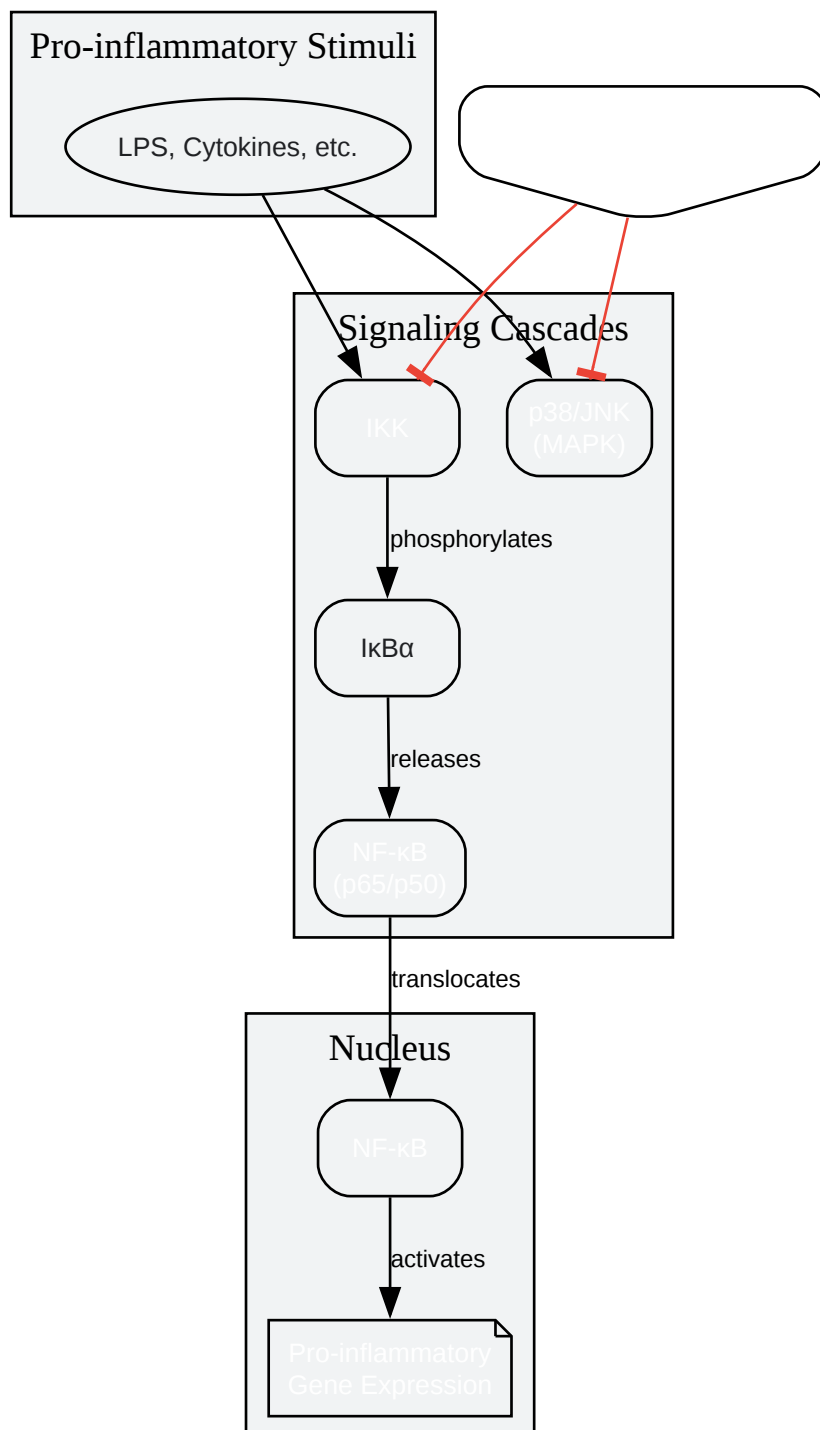 Pro-inflammatory Stimuli
LPS, Cytokines, etc.
Signaling Cascades
IKK
p38/JNK
(MAPK)
phosphorylates
IκBα
releases
NF-κB
(p65/p50)
translocates
Nucleus
NF-κB
activates
Pro-inflammatory
Gene Expression